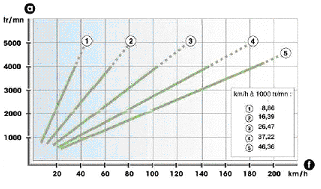 a
tr/mn
1 2 3 4 5
5000
4000
3000
2000
1000
km/h à 1000 tr/mn :
1 8,86
2 16,39
3 26,47
4 37,22
5 46,36
20 40 60 80 100 120 140 160 180 200 km/h
f